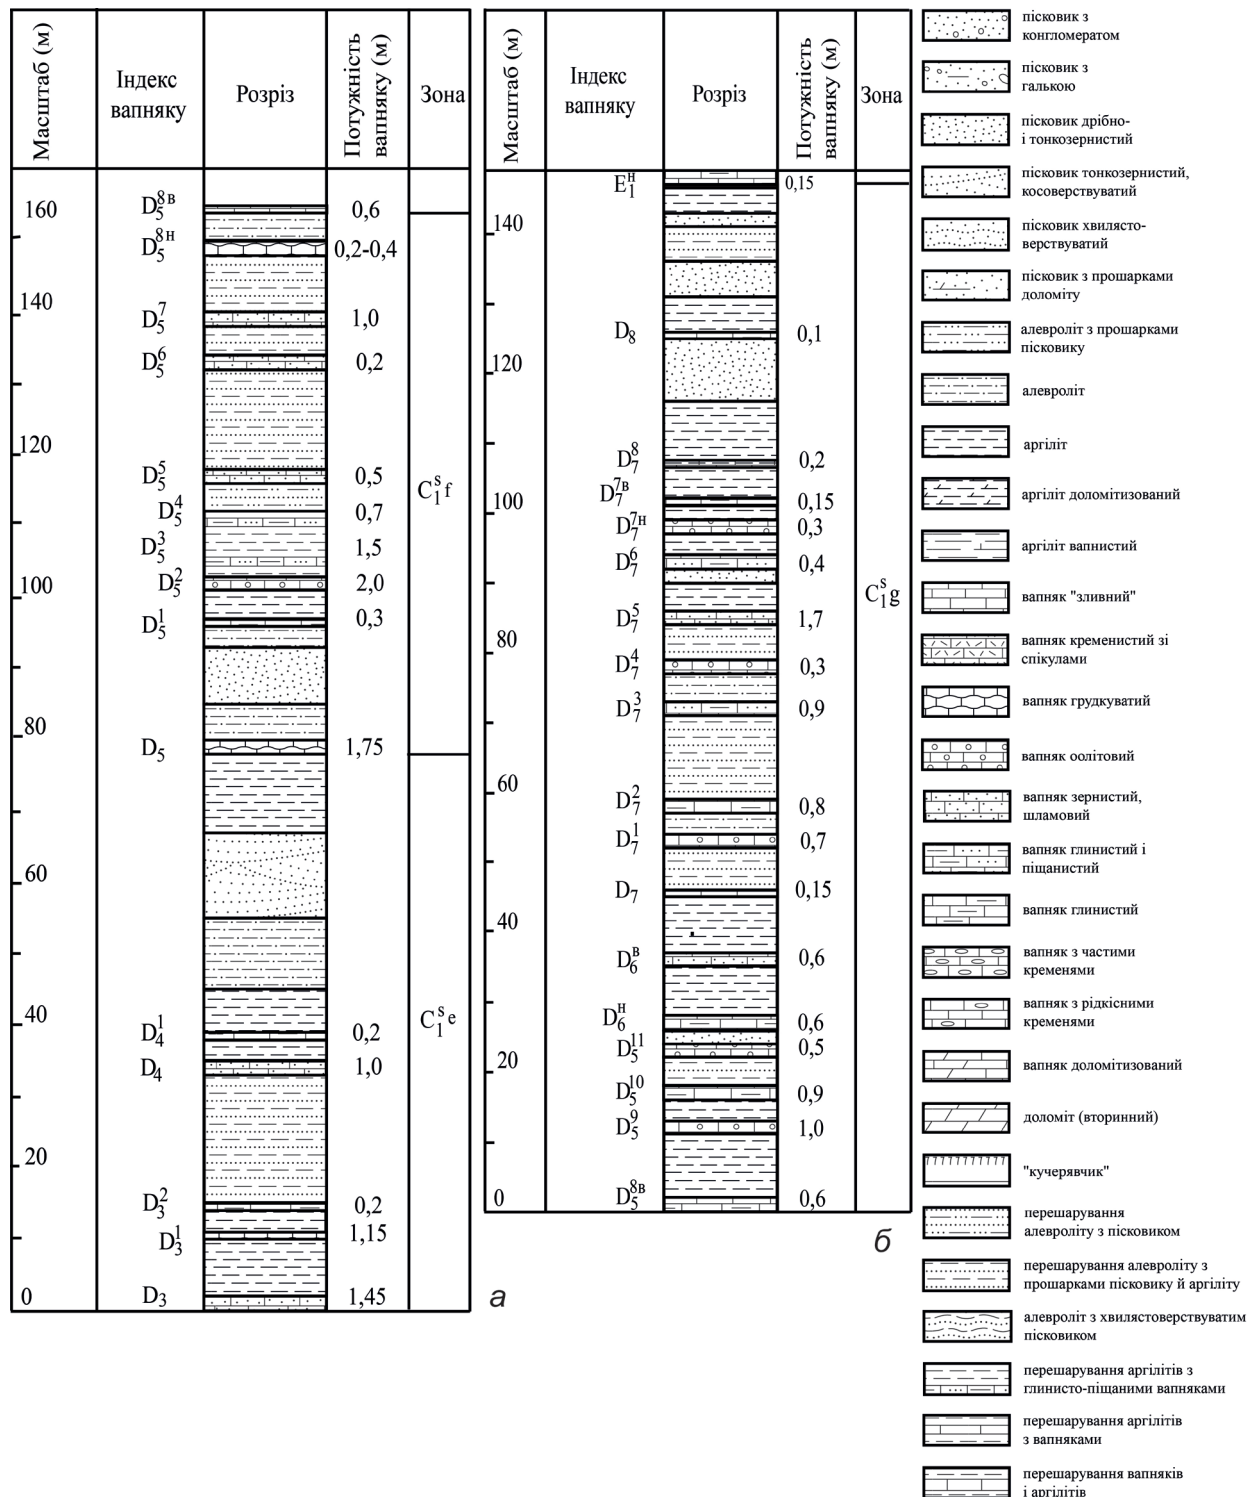 Масштаб (м)
Індекс
вапняку
Розріз
Потужність
вапняку (м)
Зона
160
140
120
100
80
60
40
20
0
D₅⁸ᴮ 0,6
D₅⁸ᴴ 0,2-0,4
D₅⁷ 1,0
D₅⁶ 0,2
D₅⁵ 0,5
D₅⁴ 0,7
D₅³ 1,5
D₅² 2,0
D₅¹ 0,3
D₅ 1,75
D₄¹ 0,2
D₄ 1,0
D₃² 0,2
D₃¹ 1,15
D₃ 1,45
C₁ˢf
C₁ˢe
а
Масштаб (м)
Індекс
вапняку
Розріз
Потужність
вапняку (м)
Зона
140
120
100
80
60
40
20
0
E₁ᴴ 0,15
D₈ 0,1
D₇⁸ 0,2
D₇⁷ᴮ 0,15
D₇⁷ᴴ 0,3
D₇⁶ 0,4
D₇⁵ 1,7
D₇⁴ 0,3
D₇³ 0,9
D₇² 0,8
D₇¹ 0,7
D₇ 0,15
D₆ᴮ 0,6
D₆ᴴ 0,6
D₅¹¹ 0,5
D₅¹⁰ 0,9
D₅⁹ 1,0
D₅⁸ᴮ 0,6
C₁ˢg
б
пісковик з
конгломератом
пісковик з
галькою
пісковик дрібно-
і тонкозернистий
пісковик тонкозернистий,
косоверствуватий
пісковик хвилясто-
верствуватий
пісковик з прошарками
доломіту
алевроліт з прошарками
пісковику
алевроліт
аргіліт
аргіліт доломітизований
аргіліт вапнистий
вапняк "зливний"
вапняк кременистий зі
спікулами
вапняк грудкуватий
вапняк оолітовий
вапняк зернистий,
шламовий
вапняк глинистий і
піщанистий
вапняк глинистий
вапняк з частими
кременями
вапняк з рідкісними
кременями
вапняк доломітизований
доломіт (вторинний)
"кучерявчик"
перешарування
алевроліту з пісковиком
перешарування алевроліту з
прошарками пісковику й аргіліту
алевроліт з хвилястоверствуватим
пісковиком
перешарування аргілітів з
глинисто-піщаними вапняками
перешарування аргілітів
з вапняками
перешарування вапняків
і аргілітів